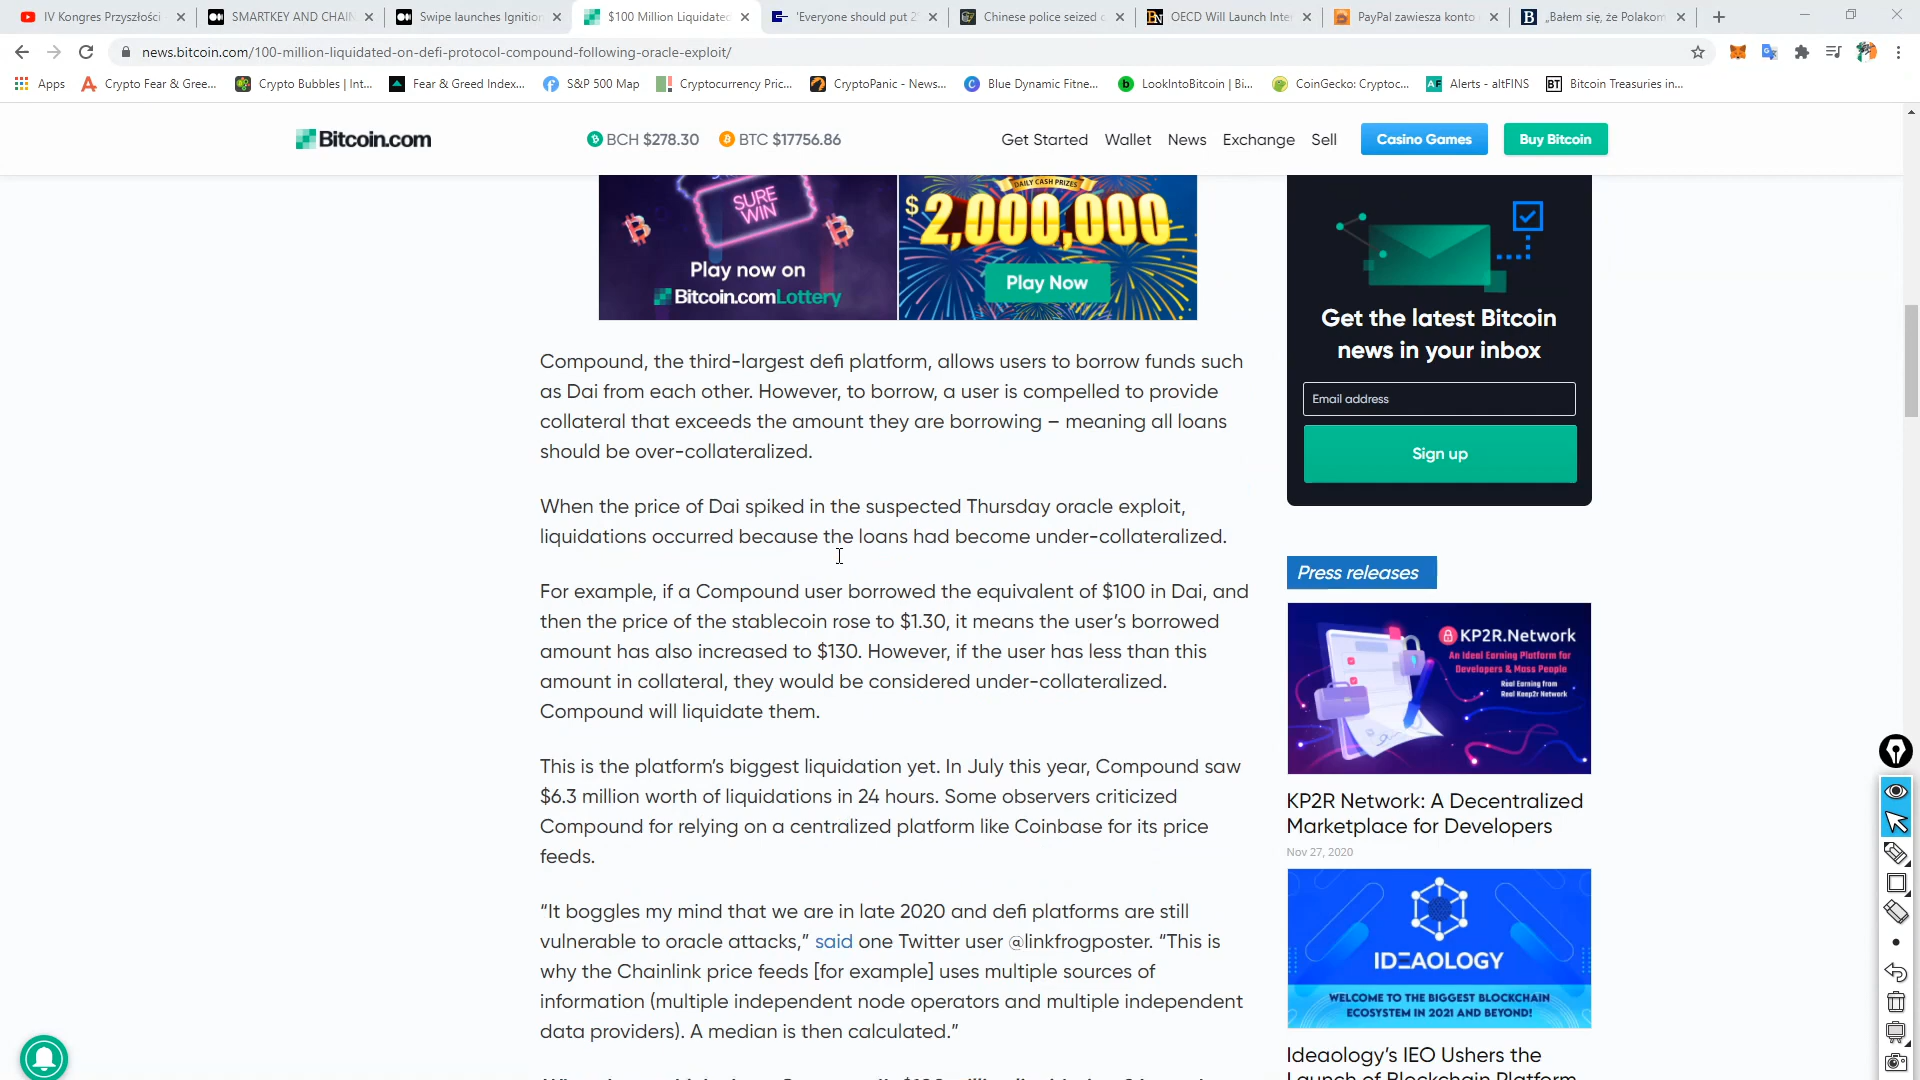 IV Kongres Przyszłości
SMARTKEY AND CHAIN
Swipe launches Ignition
$100 Million Liquidated
'Everyone should put 2
Chinese police seized c
OECD Will Launch Inte
PayPal zawiesza konto
„Bałem się, że Polakom
news.bitcoin.com/100-million-liquidated-on-defi-protocol-compound-following-oracle-exploit/
Apps
Crypto Fear & Gree...
Crypto Bubbles | Int...
Fear & Greed Index...
S&P 500 Map
Cryptocurrency Pric...
CryptoPanic - News...
Blue Dynamic Fitne...
LookIntoBitcoin | Bi...
CoinGecko: Cryptoc...
Alerts - altFINS
Bitcoin Treasuries in...
Bitcoin.com
BCH $278.30
BTC $17756.86
Get Started
Wallet
News
Exchange
Sell
Casino Games
Buy Bitcoin
SURE
WIN
Play now on
Bitcoin.comLottery
DAILY CASH PRIZES
$2,000,000
Play Now
Compound, the third-largest defi platform, allows users to borrow funds such
as Dai from each other. However, to borrow, a user is compelled to provide
collateral that exceeds the amount they are borrowing – meaning all loans
should be over-collateralized.
When the price of Dai spiked in the suspected Thursday oracle exploit,
liquidations occurred because the loans had become under-collateralized.
For example, if a Compound user borrowed the equivalent of $100 in Dai, and
then the price of the stablecoin rose to $1.30, it means the user's borrowed
amount has also increased to $130. However, if the user has less than this
amount in collateral, they would be considered under-collateralized.
Compound will liquidate them.
This is the platform's biggest liquidation yet. In July this year, Compound saw
$6.3 million worth of liquidations in 24 hours. Some observers criticized
Compound for relying on a centralized platform like Coinbase for its price
feeds.
“It boggles my mind that we are in late 2020 and defi platforms are still
vulnerable to oracle attacks,” said one Twitter user @linkfrogposter. “This is
why the Chainlink price feeds [for example] uses multiple sources of
information (multiple independent node operators and multiple independent
data providers). A median is then calculated.”
Get the latest Bitcoin
news in your inbox
Email address
Sign up
Press releases
KP2R.Network
An Ideal Earning Platform for
Developers & Mass People
Real Earning from
Real Keep2r Network
KP2R Network: A Decentralized
Marketplace for Developers
Nov 27, 2020
IDEAOLOGY
WELCOME TO THE BIGGEST BLOCKCHAIN
ECOSYSTEM IN 2021 AND BEYOND!
Ideaology's IEO Ushers the
Launch of Blockchain Platform